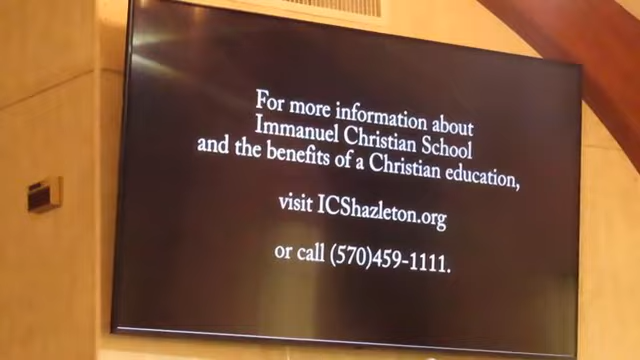 For more information about
Immanuel Christian School
and the benefits of a Christian education,
visit ICShazleton.org
or call (570)459-1111.